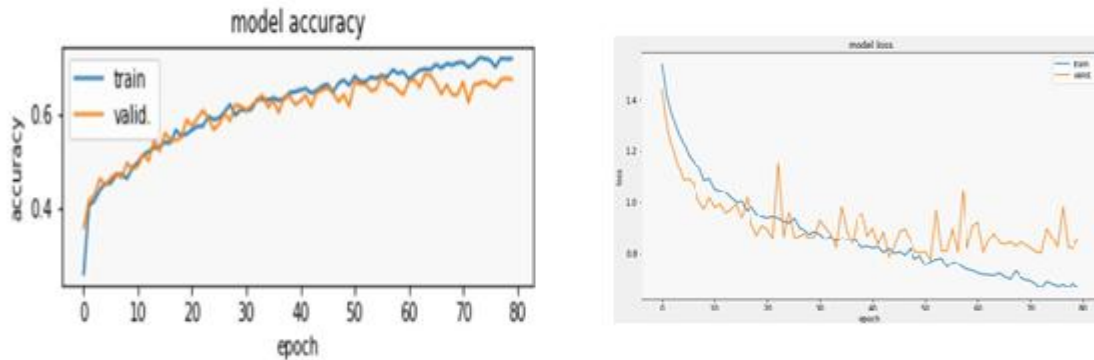 model accuracy
train
valid.
accuracy
0.6
0.4
0 10 20 30 40 50 60 70 80
epoch
model loss
train
valid
loss
1.4
1.2
1.0
0.8
0 10 20 30 40 50 60 70 80
epoch